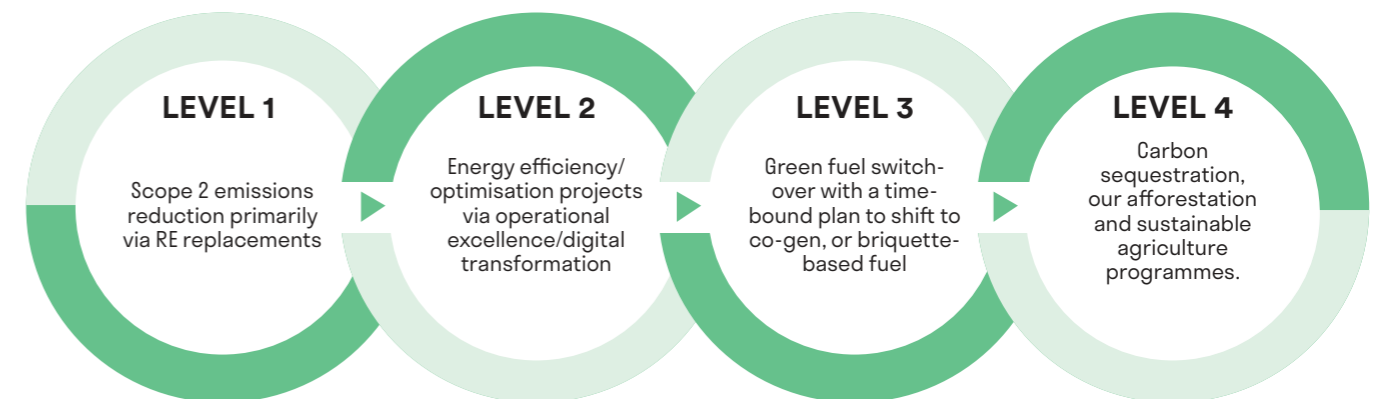 LEVEL 1
Scope 2 emissions
reduction primarily
via RE replacements
LEVEL 2
Energy efficiency/
optimisation projects
via operational
excellence/digital
transformation
LEVEL 3
Green fuel switch-
over with a time-
bound plan to shift to
co-gen, or briquette-
based fuel
LEVEL 4
Carbon
sequestration,
our afforestation
and sustainable
agriculture
programmes.